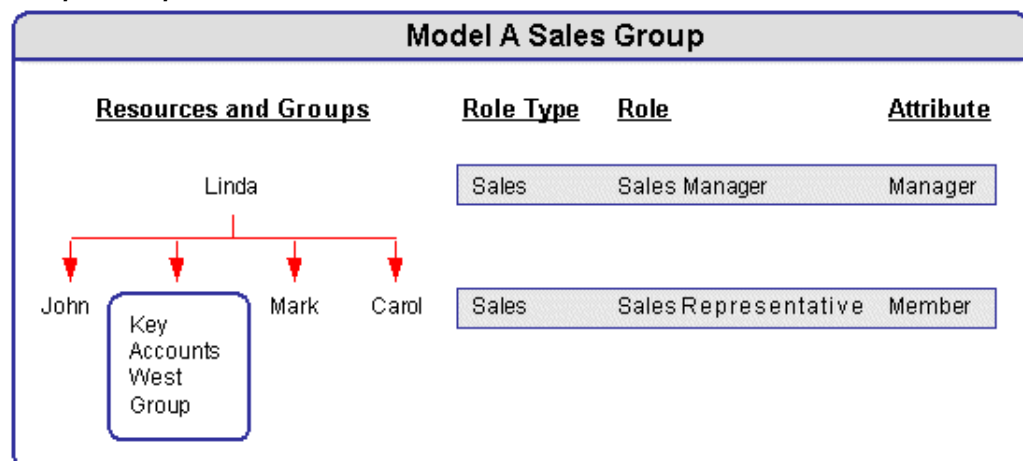 Model A Sales Group
Resources and Groups Role Type Role Attribute
Linda Sales Sales Manager Manager
John Mark Carol Sales Sales Representative Member
Key
Accounts
West
Group